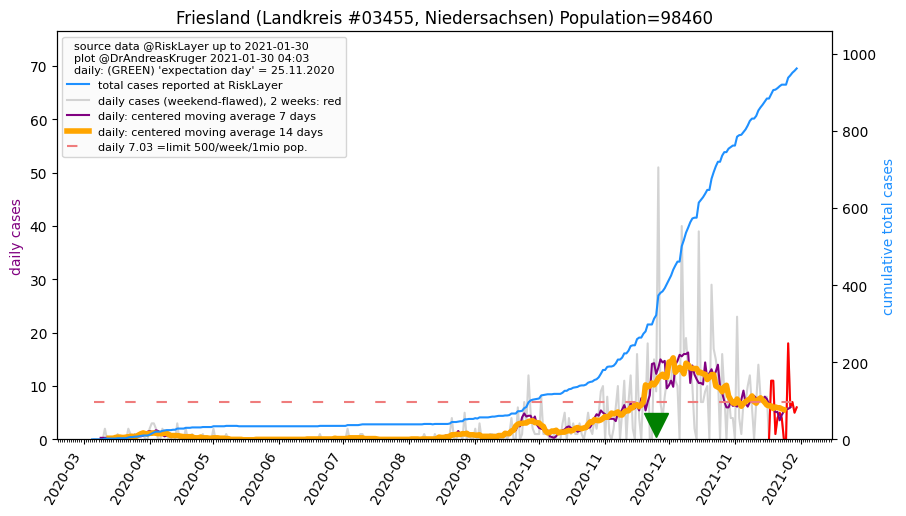 Friesland (Landkreis #03455, Niedersachsen) Population=98460
source data @RiskLayer up to 2021-01-30
plot @DrAndreasKruger 2021-01-30 04:03
daily: (GREEN) 'expectation day' = 25.11.2020
total cases reported at RiskLayer
daily cases (weekend-flawed), 2 weeks: red
daily: centered moving average 7 days
daily: centered moving average 14 days
daily 7.03 =limit 500/week/1mio pop.
daily cases
70
60
50
40
30
20
10
0
cumulative total cases
1000
800
600
400
200
0
2020-03
2020-04
2020-05
2020-06
2020-07
2020-08
2020-09
2020-10
2020-11
2020-12
2021-01
2021-02